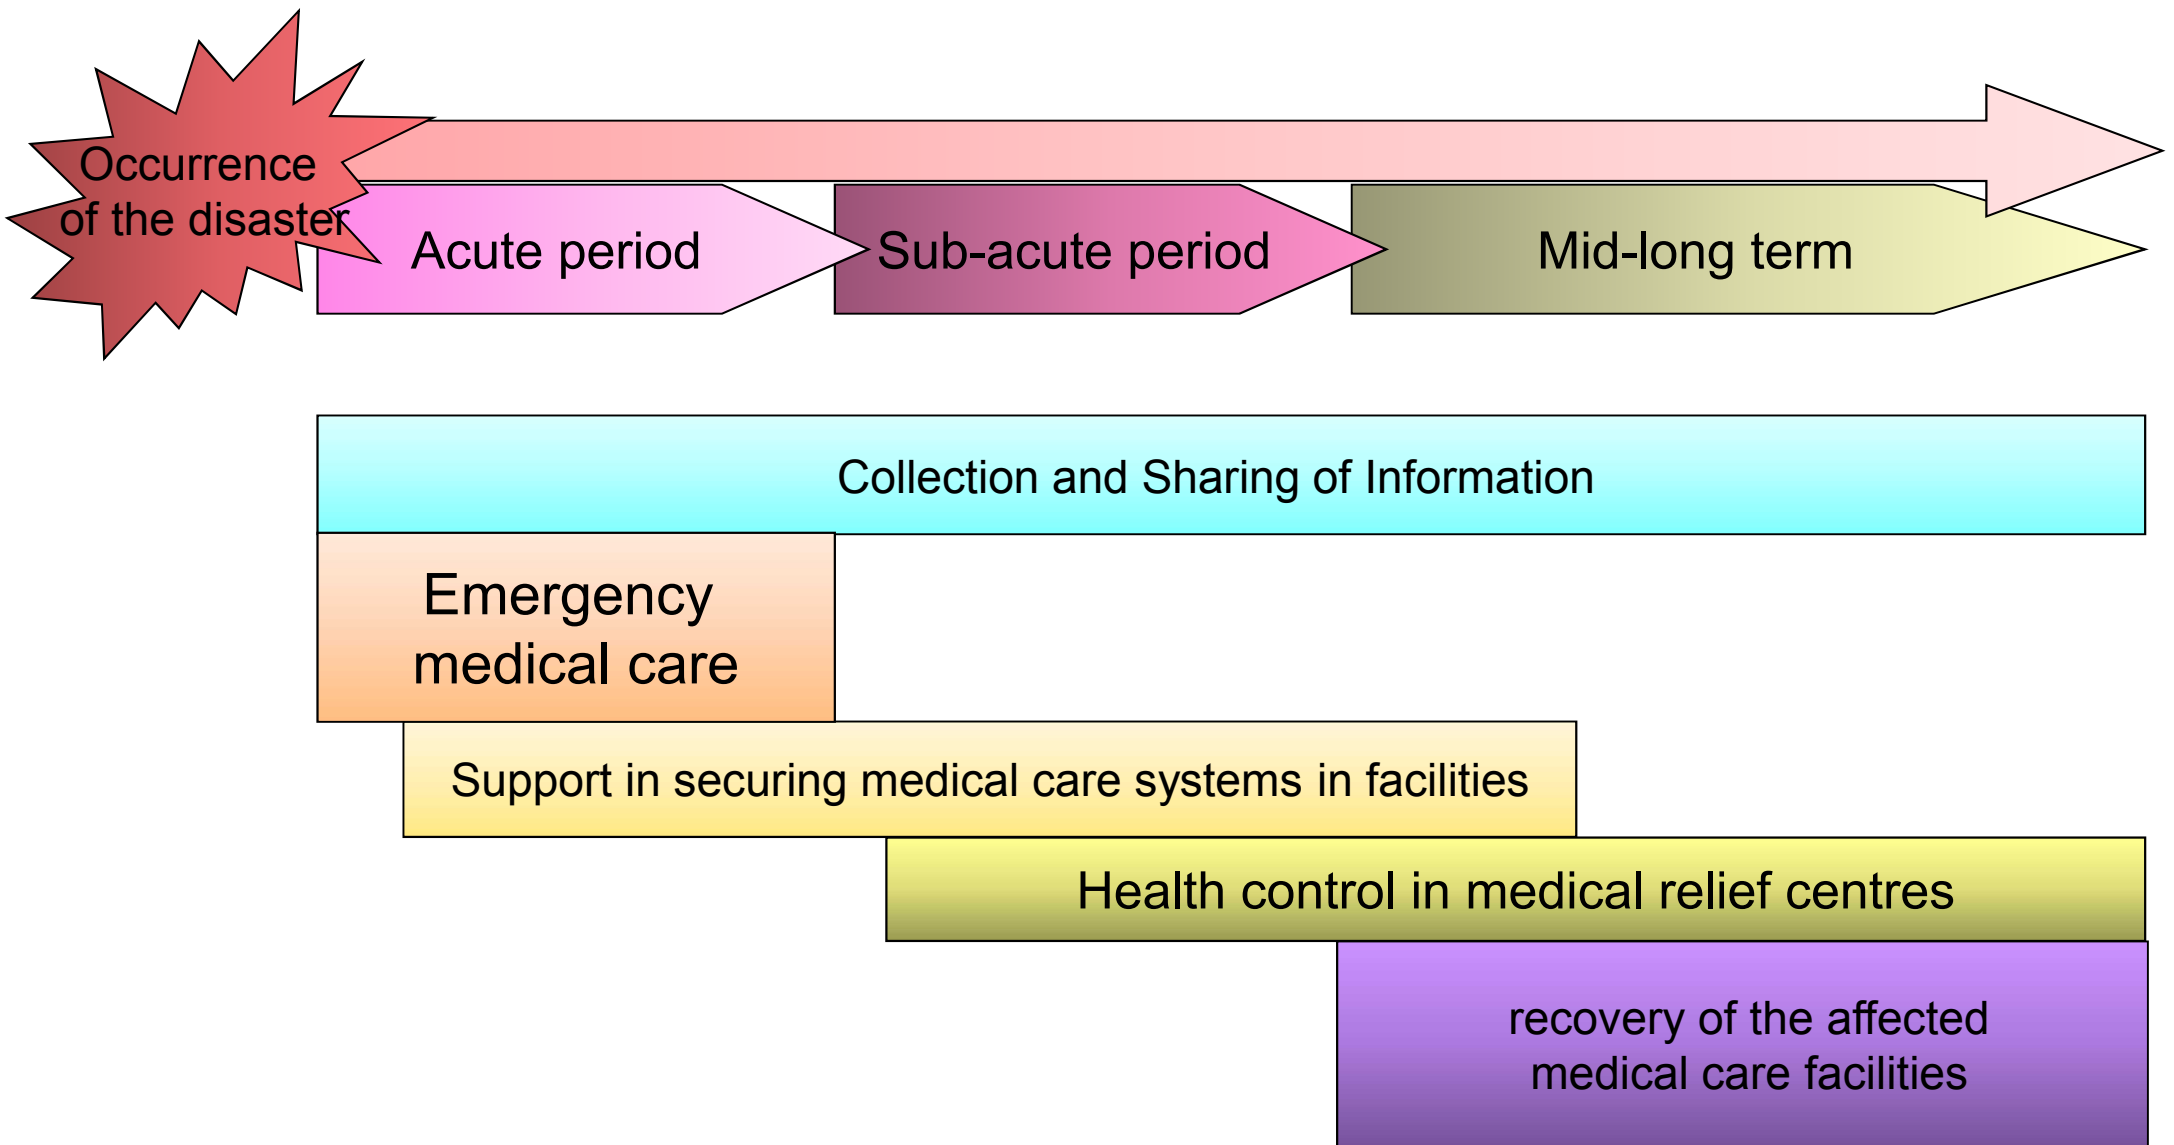 Occurrence
of the disaster
Acute period
Sub-acute period
Mid-long term
Collection and Sharing of Information
Emergency
medical care
Support in securing medical care systems in facilities
Health control in medical relief centres
recovery of the affected
medical care facilities